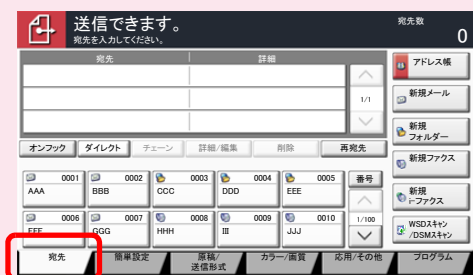 送信できます。
宛先を入力してください。
宛先数
0
宛先 詳細
1/1
オンフック ダイレクト チェーン 詳細/編集 削除 再宛先
0001 0002 0003 0004 0005
AAA BBB CCC DDD EEE
番号
0006 0007 0008 0009 0010
FFF GGG HHH III JJJ
1/100
アドレス帳
新規メール
新規
フォルダー
新規ファクス
新規
i-ファクス
WSDスキャン
/DSMスキャン
宛先 簡単設定 原稿/
送信形式 カラー/画質 応用/その他 プログラム